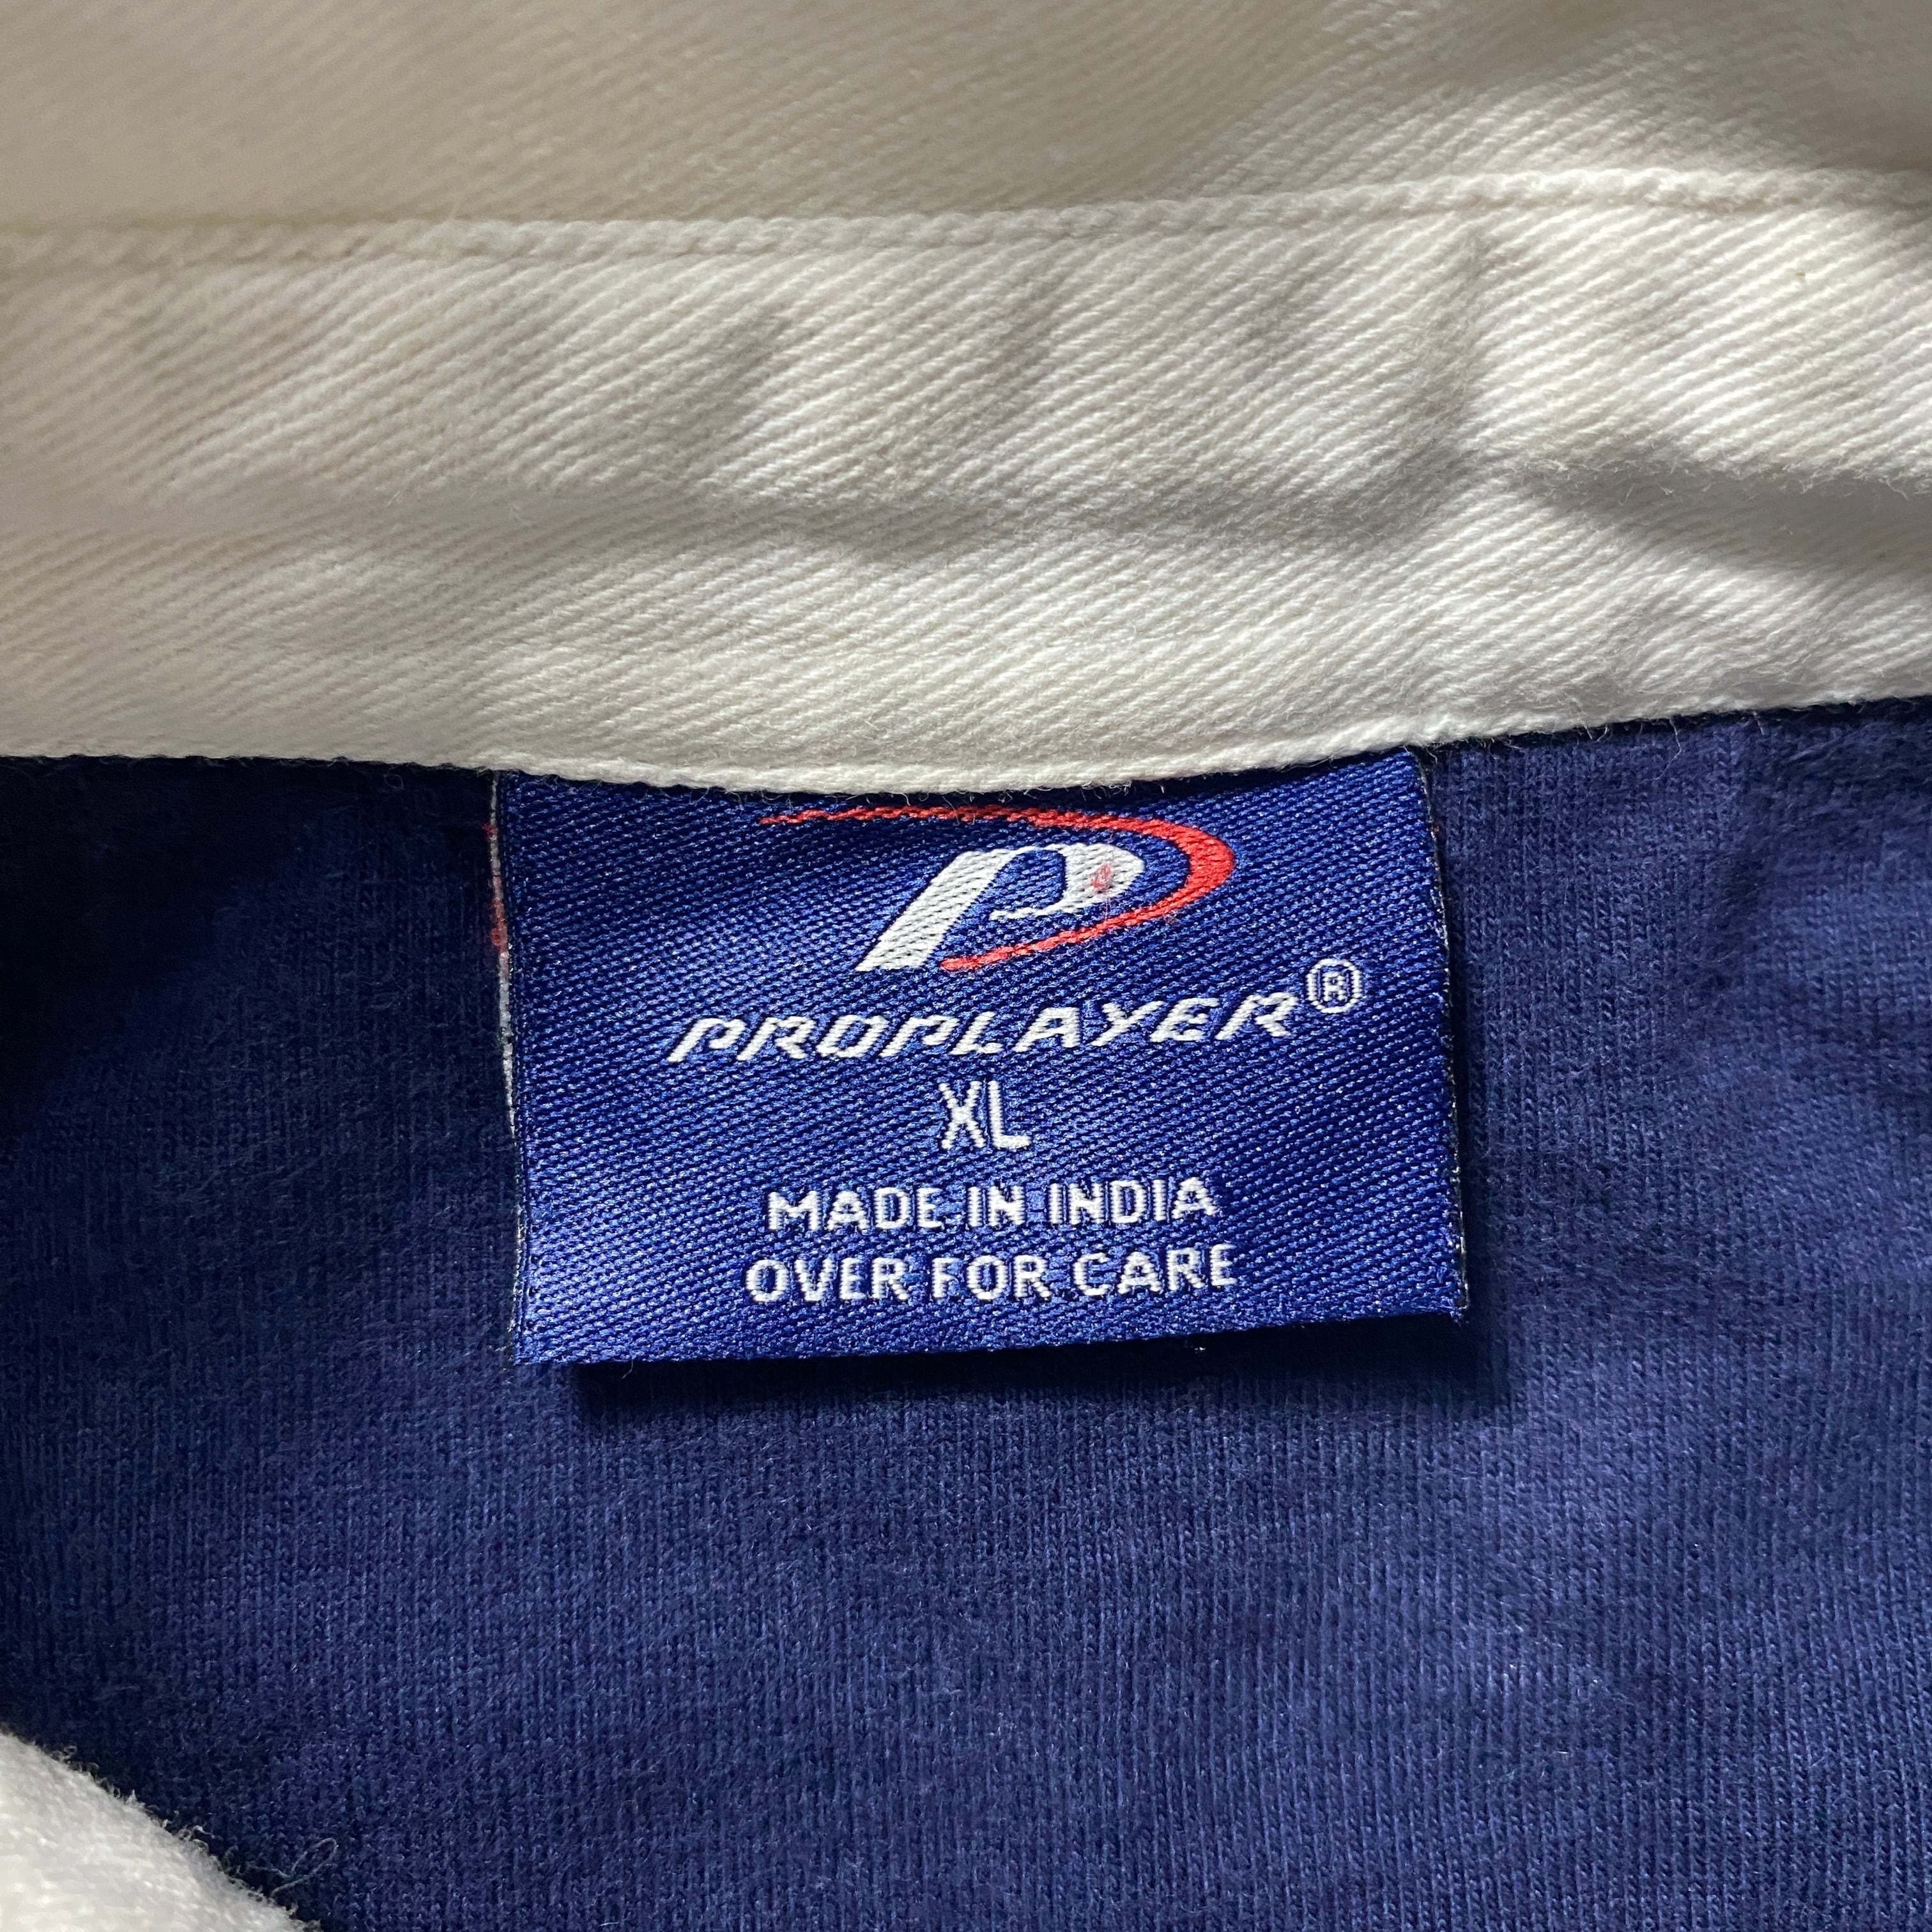 P
PROPLAYER®
XL
MADE IN INDIA
OVER FOR CARE